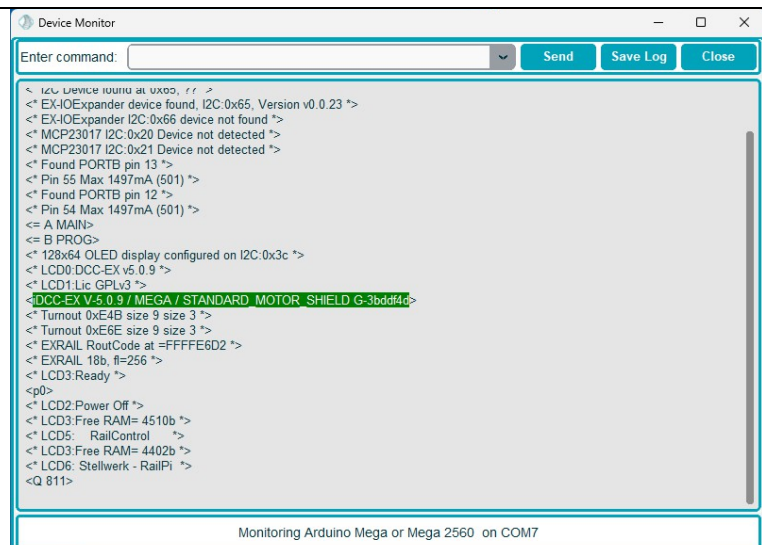 Device Monitor
Enter command:
Send
Save Log
Close
<* I2C Device found at 0x65, ?? *>
<* EX-IOExpander device found, I2C:0x65, Version v0.0.23 *>
<* EX-IOExpander I2C:0x66 device not found *>
<* MCP23017 I2C:0x20 Device not detected *>
<* MCP23017 I2C:0x21 Device not detected *>
<* Found PORTB pin 13 *>
<* Pin 55 Max 1497mA (501) *>
<* Found PORTB pin 12 *>
<* Pin 54 Max 1497mA (501) *>
<= A MAIN>
<= B PROG>
<* 128x64 OLED display configured on I2C:0x3c *>
<* LCD0:DCC-EX v5.0.9 *>
<* LCD1:Lic GPLv3 *>
<iDCC-EX V-5.0.9 / MEGA / STANDARD_MOTOR_SHIELD G-3bddf4d>
<* Turnout 0xE4B size 9 size 3 *>
<* Turnout 0xE6E size 9 size 3 *>
<* EXRAIL RoutCode at =FFFFE6D2 *>
<* EXRAIL 18b, fl=256 *>
<* LCD3:Ready *>
<p0>
<* LCD2:Power Off *>
<* LCD3:Free RAM= 4510b *>
<* LCD5:    RailControl     *>
<* LCD3:Free RAM= 4402b *>
<* LCD6: Stellwerk - RailPi  *>
<Q 811>
Monitoring Arduino Mega or Mega 2560  on COM7